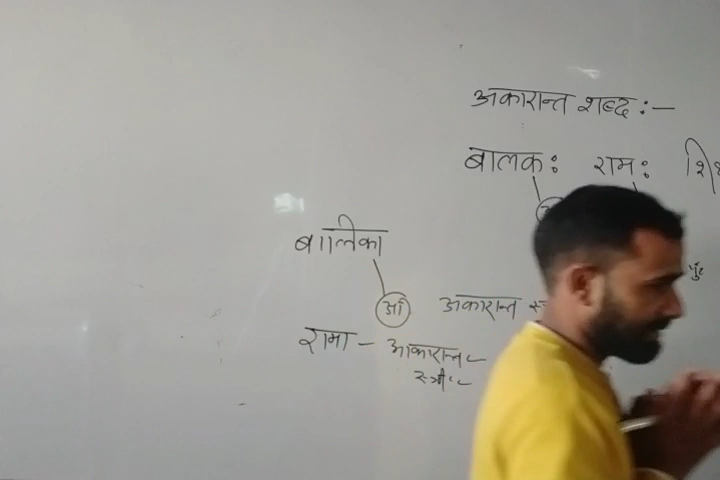 अकारान्त शब्द :-
बालकः रामः
बालिका
आ अकारान्त
रामा - आकारान्त
स्त्री